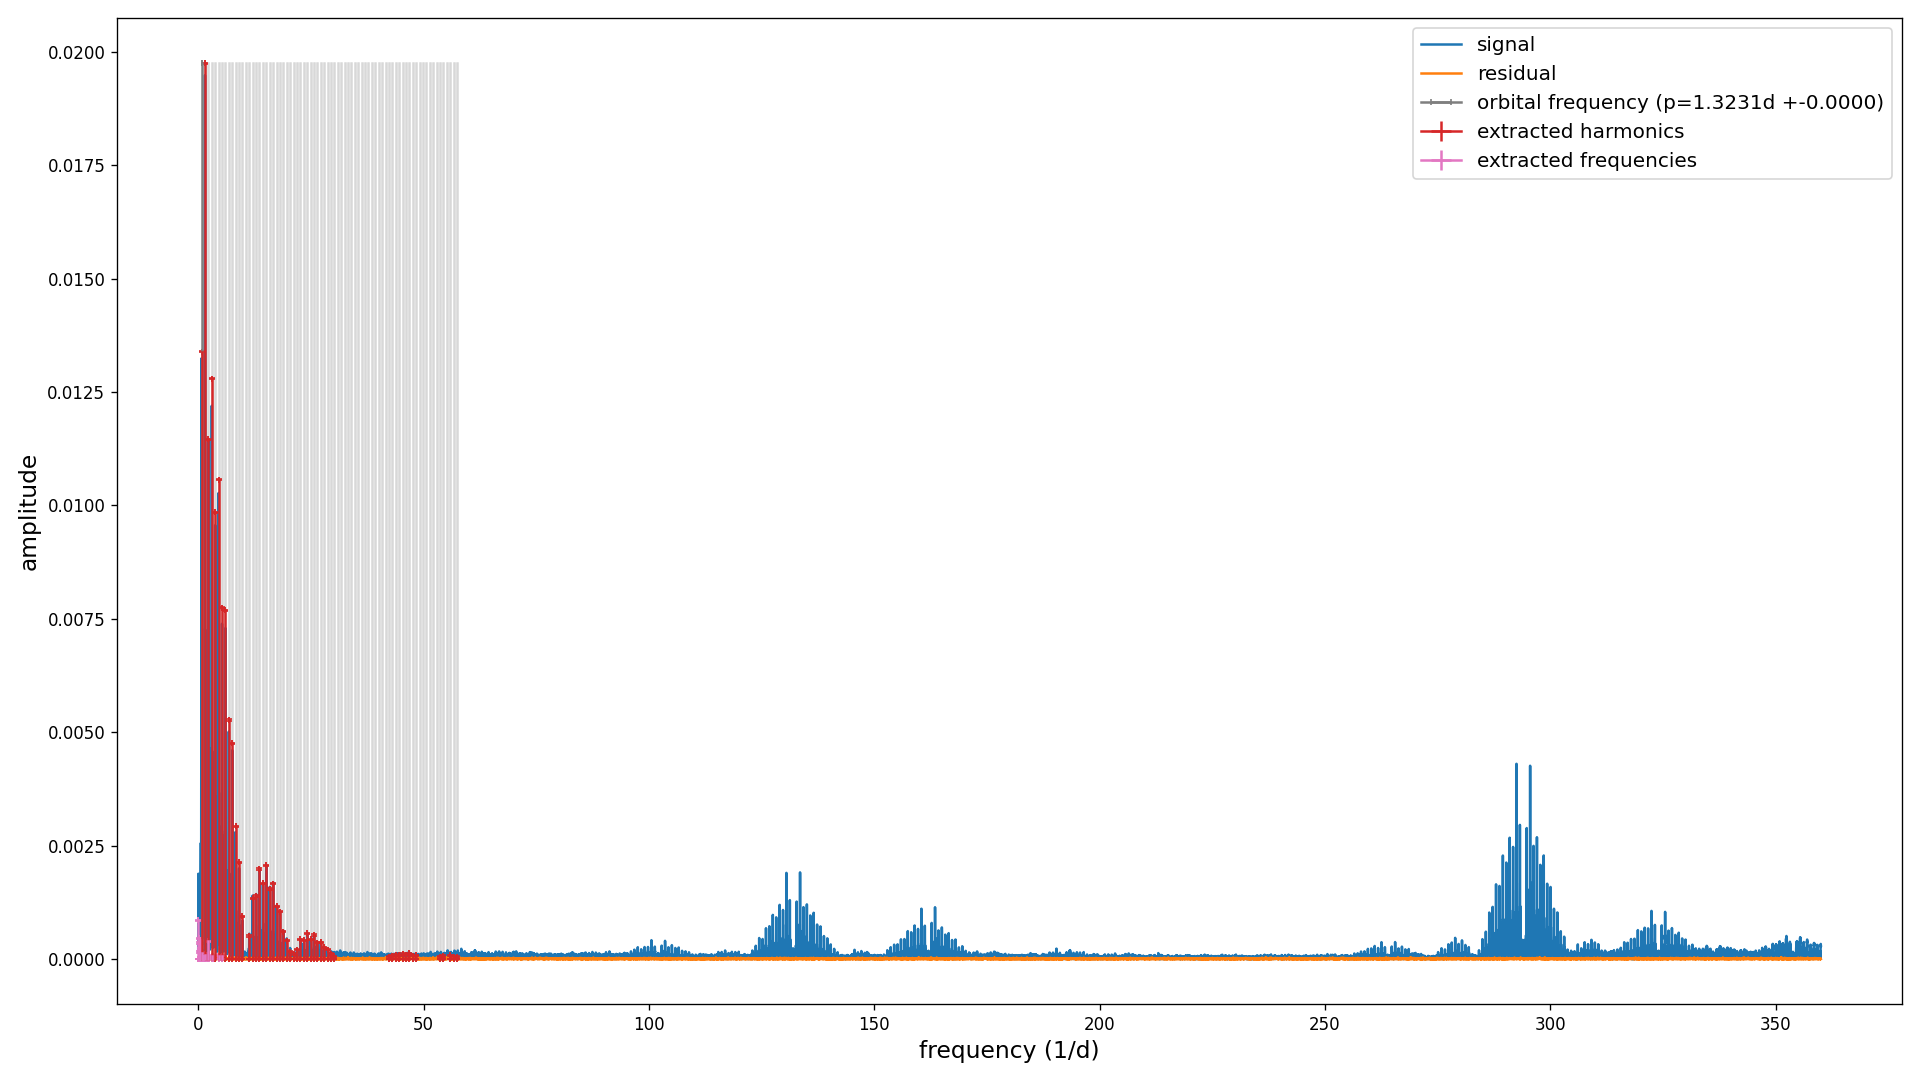 signal
residual
orbital frequency (p=1.3231d +-0.0000)
extracted harmonics
extracted frequencies
0.0200
0.0175
0.0150
0.0125
0.0100
0.0075
0.0050
0.0025
0.0000
amplitude
0 50 100 150 200 250 300 350
frequency (1/d)